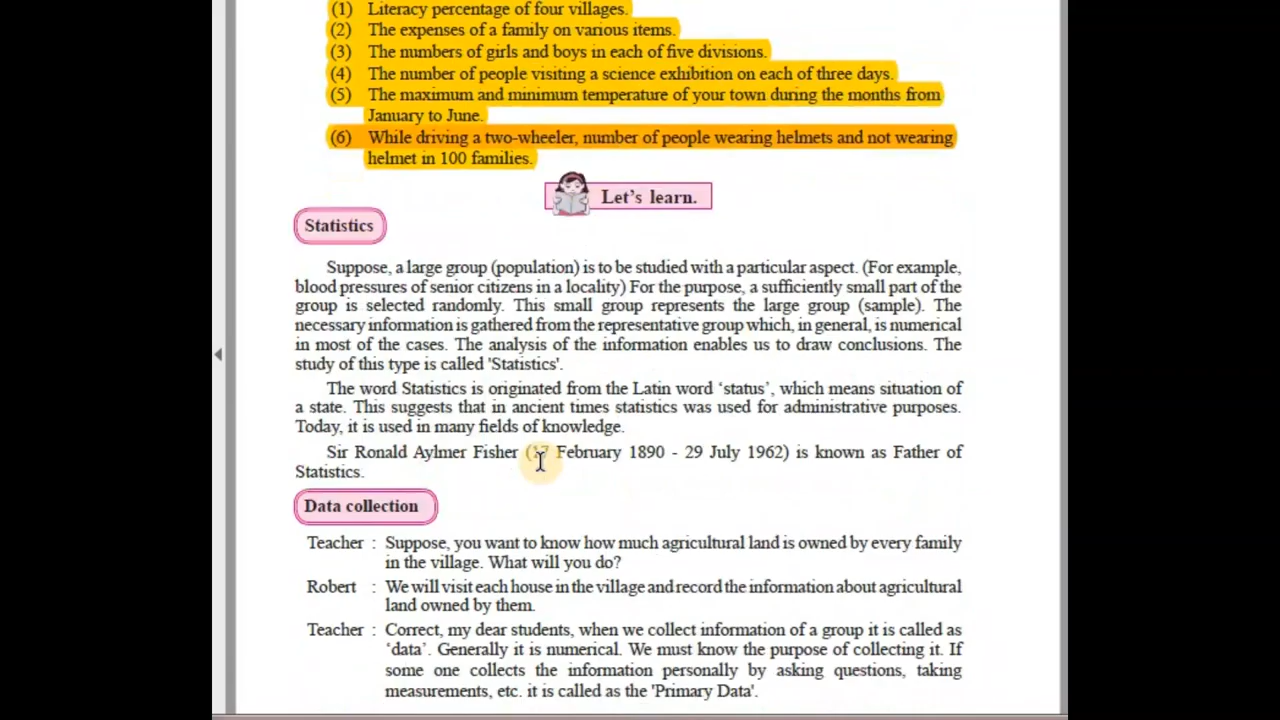 (1) Literacy percentage of four villages.
(2) The expenses of a family on various items.
(3) The numbers of girls and boys in each of five divisions.
(4) The number of people visiting a science exhibition on each of three days.
(5) The maximum and minimum temperature of your town during the months from
January to June.
(6) While driving a two-wheeler, number of people wearing helmets and not wearing
helmet in 100 families.
Let’s learn.
Statistics
Suppose, a large group (population) is to be studied with a particular aspect. (For example,
blood pressures of senior citizens in a locality) For the purpose, a sufficiently small part of the
group is selected randomly. This small group represents the large group (sample). The
necessary information is gathered from the representative group which, in general, is numerical
in most of the cases. The analysis of the information enables us to draw conclusions. The
study of this type is called 'Statistics'.
The word Statistics is originated from the Latin word ‘status’, which means situation of
a state. This suggests that in ancient times statistics was used for administrative purposes.
Today, it is used in many fields of knowledge.
Sir Ronald Aylmer Fisher (17 February 1890 - 29 July 1962) is known as Father of
Statistics.
Data collection
Teacher : Suppose, you want to know how much agricultural land is owned by every family
in the village. What will you do?
Robert : We will visit each house in the village and record the information about agricultural
land owned by them.
Teacher : Correct, my dear students, when we collect information of a group it is called as
‘data’. Generally it is numerical. We must know the purpose of collecting it. If
some one collects the information personally by asking questions, taking
measurements, etc. it is called as the 'Primary Data'.